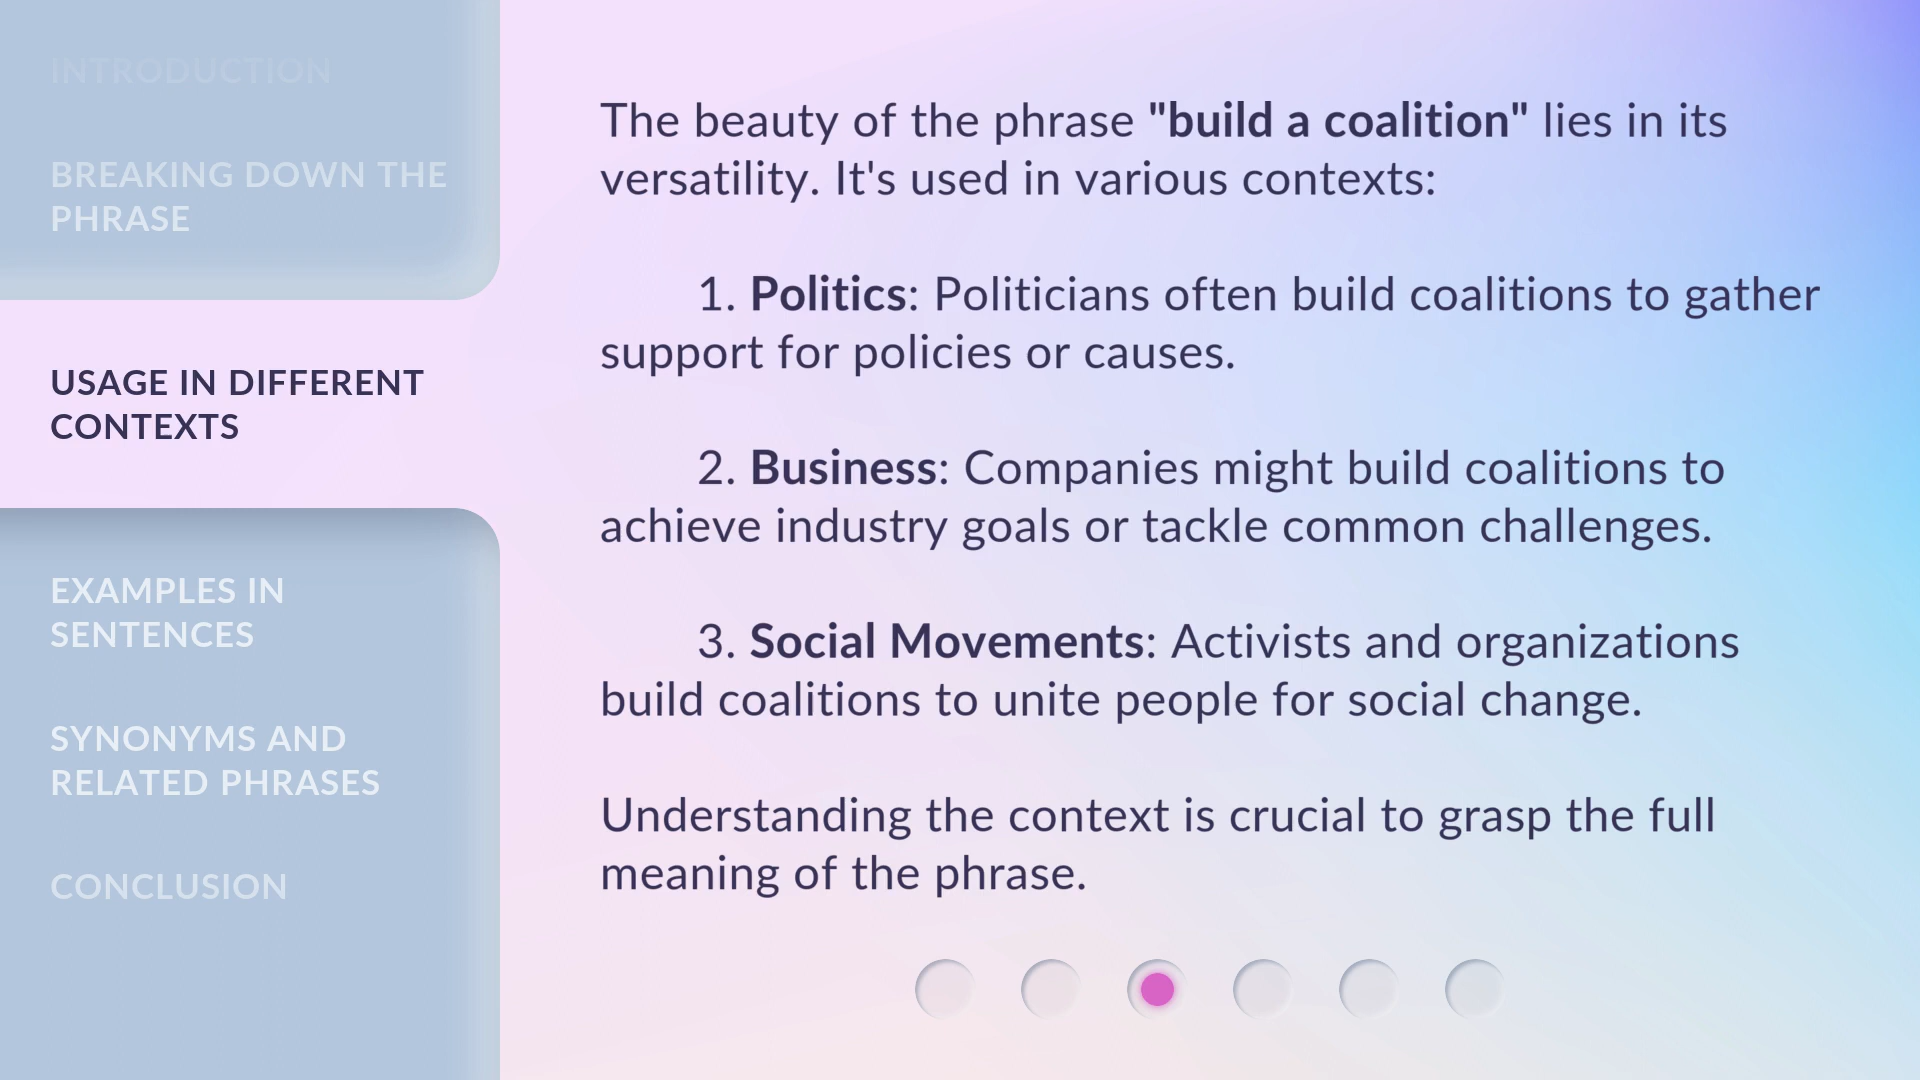 INTRODUCTION
BREAKING DOWN THE
PHRASE
USAGE IN DIFFERENT
CONTEXTS
EXAMPLES IN
SENTENCES
SYNONYMS AND
RELATED PHRASES
CONCLUSION
The beauty of the phrase "build a coalition" lies in its
versatility. It's used in various contexts:
1. Politics: Politicians often build coalitions to gather
support for policies or causes.
2. Business: Companies might build coalitions to
achieve industry goals or tackle common challenges.
3. Social Movements: Activists and organizations
build coalitions to unite people for social change.
Understanding the context is crucial to grasp the full
meaning of the phrase.